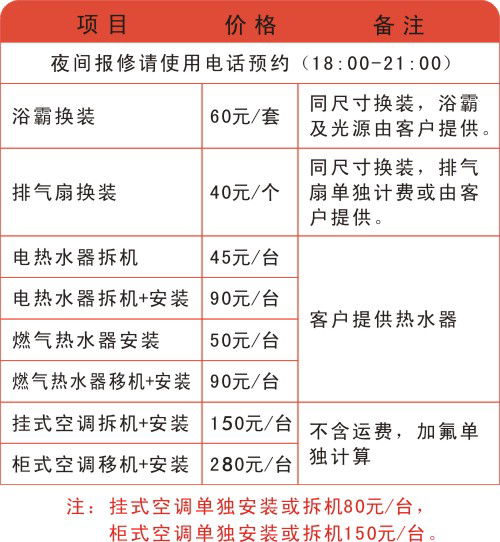 项目 价格 备注
夜间报修请使用电话预约（18:00-21:00）
浴霸换装 60元/套 同尺寸换装，浴霸
及光源由客户提供。
排气扇换装 40元/个 同尺寸换装，排气
扇单独计费或由客
户提供。
电热水器拆机 45元/台
电热水器拆机+安装 90元/台
客户提供热水器
燃气热水器安装 50元/台
燃气热水器移机+安装 90元/台
挂式空调拆机+安装 150元/台 不含运费，加氟单
柜式空调移机+安装 280元/台 独计算
注：挂式空调单独安装或拆机80元/台，
柜式空调单独安装或拆机150元/台。